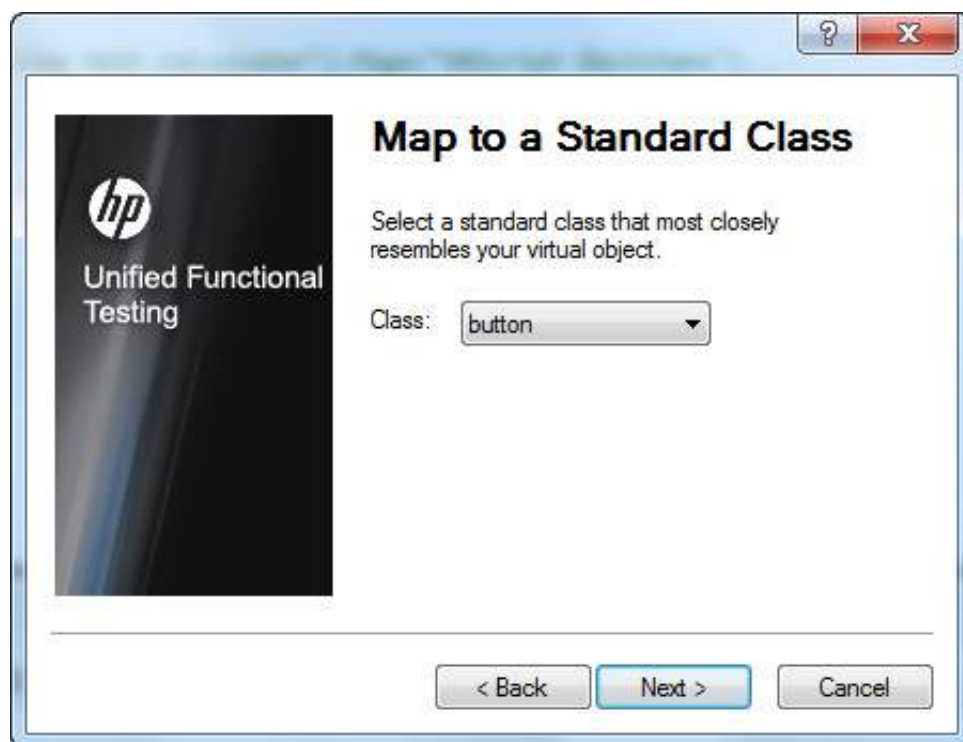 ?
X
hp
Unified Functional
Testing
Map to a Standard Class
Select a standard class that most closely
resembles your virtual object.
Class: button
< Back Next > Cancel